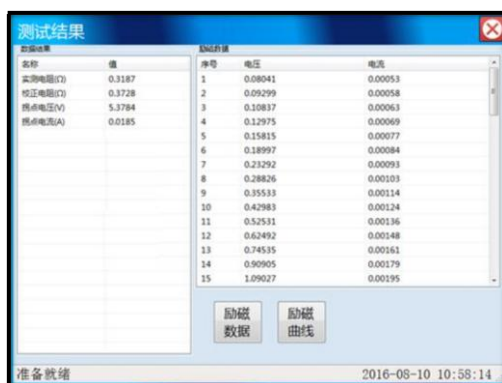 测试结果
数据结果
名称 值
实测电阻(Ω) 0.3187
校正电阻(Ω) 0.3728
拐点电压(V) 5.3784
拐点电流(A) 0.0185
励磁数据
序号 电压 电流
1 0.08041 0.00053
2 0.09299 0.00058
3 0.10837 0.00063
4 0.12975 0.00069
5 0.15815 0.00077
6 0.18997 0.00084
7 0.23292 0.00093
8 0.28826 0.00103
9 0.35533 0.00114
10 0.42983 0.00124
11 0.52531 0.00136
12 0.62492 0.00148
13 0.74535 0.00161
14 0.90905 0.00179
15 1.09027 0.00195
励磁
数据
励磁
曲线
准备就绪 2016-08-10 10:58:14